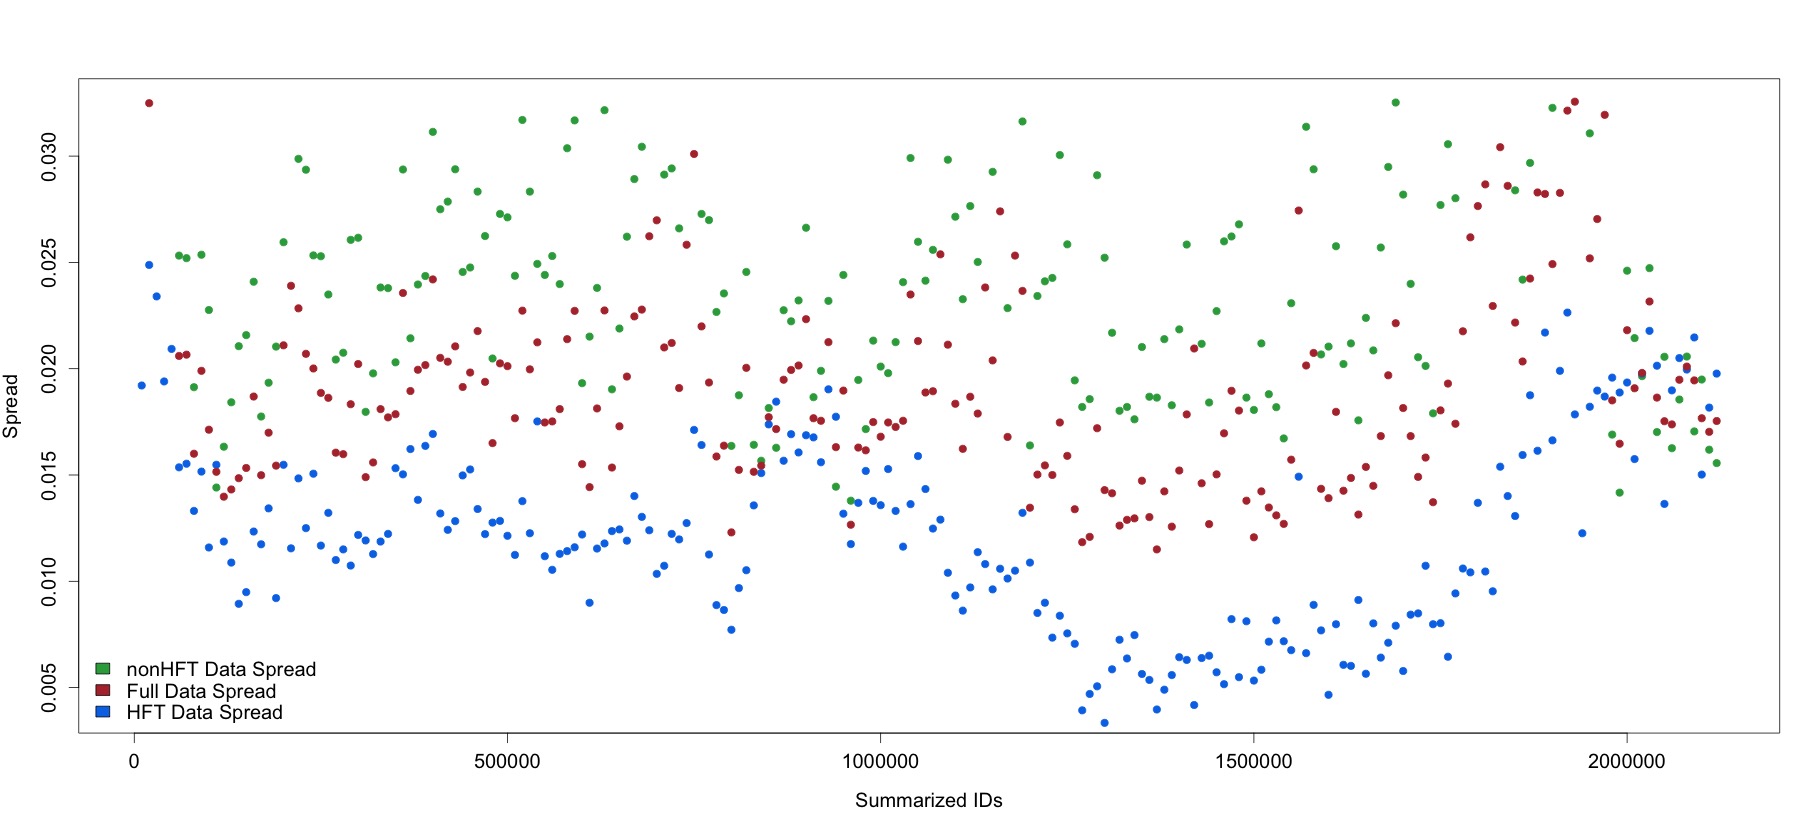 Spread
0.030
0.025
0.020
0.015
0.010
0.005
nonHFT Data Spread
Full Data Spread
HFT Data Spread
0
500000
1000000
1500000
2000000
Summarized IDs